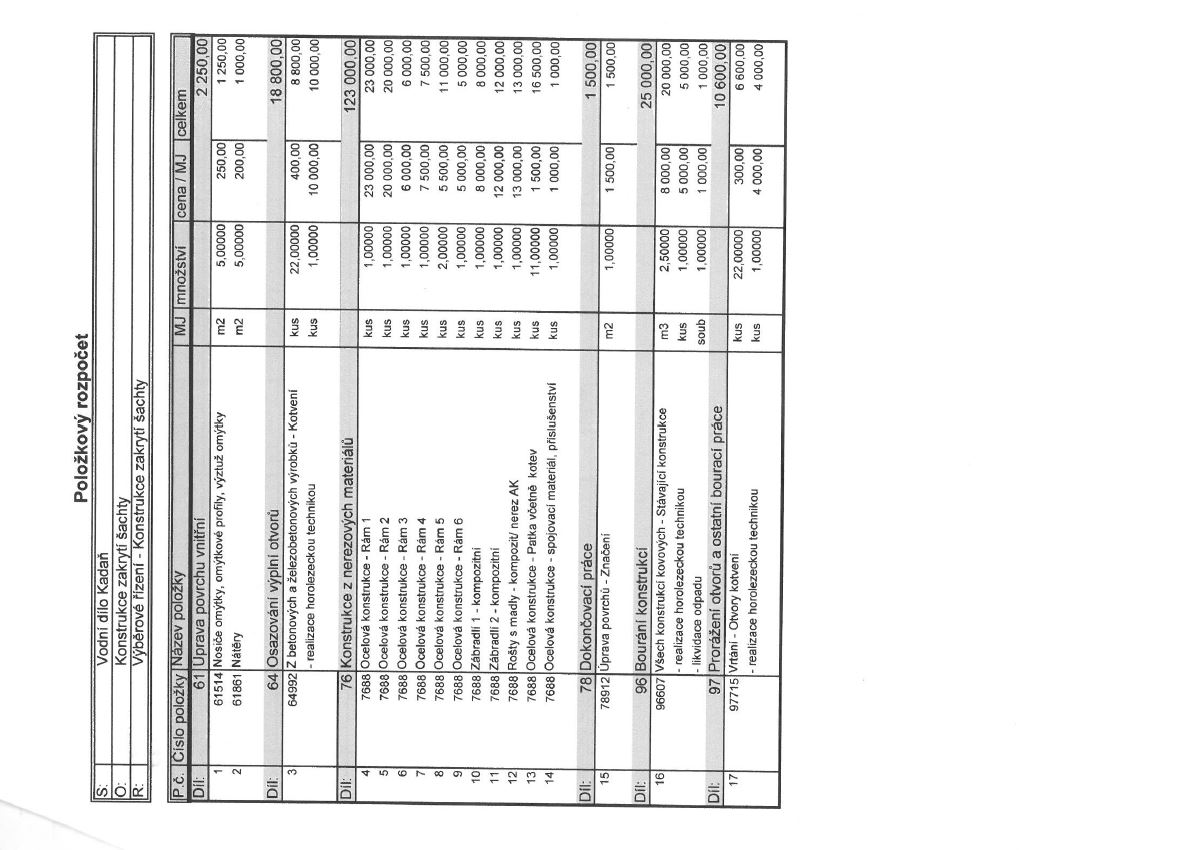 Položkový rozpočet
S: Vodní dílo Kadaň
O: Konstrukce zakrytí šachty
R: Výběrové řízení - Konstrukce zakrytí šachty
P.č. Číslo položky Název položky MJ množství cena / MJ celkem
Díl: 61 Úprava povrchu vnitřní 2 250,00
1 61514 Nosiče omýtky, omýtkové profily, výztuž omýtky m2 5,00000 250,00 1 250,00
2 61861 Nátěry m2 5,00000 200,00 1 000,00
Díl: 64 Osazování výplní otvorů 18 800,00
3 64992 Z betonových a železobetonových výrobků - Kotvení kus 22,00000 400,00 8 800,00
- realizace horolezeckou technikou kus 1,00000 10 000,00 10 000,00
Díl: 76 Konstrukce z nerezových materiálů 123 000,00
4 7688 Ocelová konstrukce - Rám 1 kus 1,00000 23 000,00 23 000,00
5 7688 Ocelová konstrukce - Rám 2 kus 1,00000 20 000,00 20 000,00
6 7688 Ocelová konstrukce - Rám 3 kus 1,00000 6 000,00 6 000,00
7 7688 Ocelová konstrukce - Rám 4 kus 1,00000 7 500,00 7 500,00
8 7688 Ocelová konstrukce - Rám 5 kus 2,00000 5 500,00 11 000,00
9 7688 Ocelová konstrukce - Rám 6 kus 1,00000 5 000,00 5 000,00
10 7688 Zábradlí 1 - kompozitní kus 1,00000 8 000,00 8 000,00
11 7688 Zábradlí 2 - kompozitní kus 1,00000 12 000,00 12 000,00
12 7688 Rošty s madly - kompozit/ nerez AK kus 1,00000 13 000,00 13 000,00
13 7688 Ocelová konstrukce - Patka včetně kotev kus 11,00000 1 500,00 16 500,00
14 7688 Ocelová konstrukce - spojovací materiál, příslušenství kus 1,00000 1 000,00 1 000,00
Díl: 78 Dokončovací práce 1 500,00
15 78912 Úprava povrchů - Značení m2 1,00000 1 500,00 1 500,00
Díl: 96 Bourání konstrukcí 25 000,00
16 96607 Všech konstrukcí kovových - Stávající konstrukce m3 2,50000 8 000,00 20 000,00
- realizace horolezeckou technikou kus 1,00000 5 000,00 5 000,00
- likvidace odpadu soub 1,00000 1 000,00 1 000,00
Díl: 97 Prorážení otvorů a ostatní bourací práce 10 600,00
17 97715 Vrtání - Otvory kotvení kus 22,00000 300,00 6 600,00
- realizace horolezeckou technikou kus 1,00000 4 000,00 4 000,00